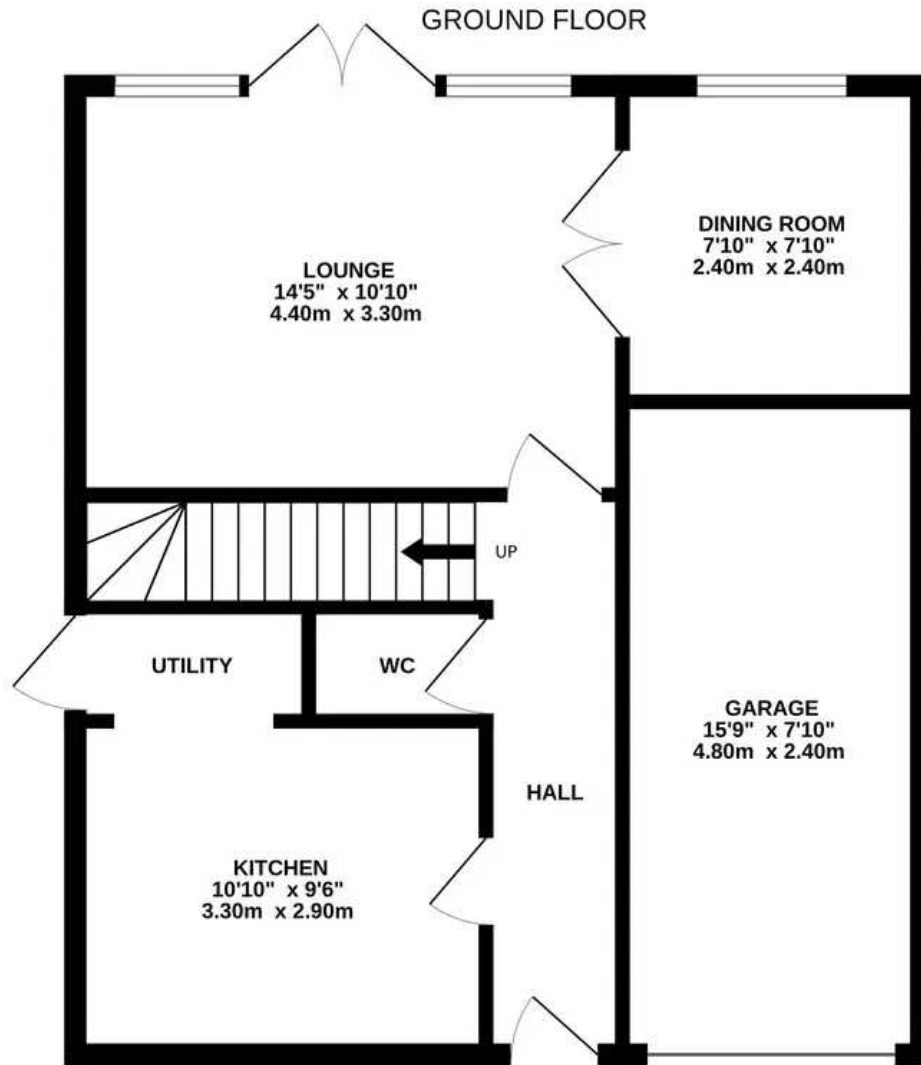 GROUND FLOOR
DINING ROOM
7'10" x 7'10"
2.40m x 2.40m
LOUNGE
14'5" x 10'10"
4.40m x 3.30m
UP
UTILITY
WC
GARAGE
15'9" x 7'10"
4.80m x 2.40m
HALL
KITCHEN
10'10" x 9'6"
3.30m x 2.90m